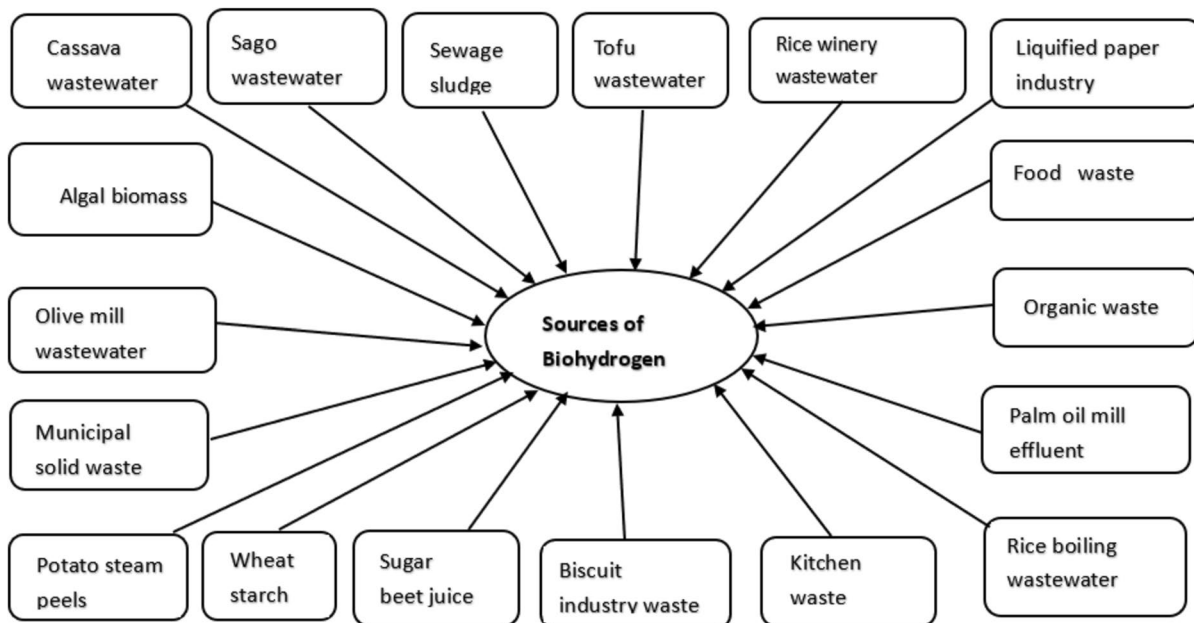 Cassava
wastewater
Sago
wastewater
Sewage
sludge
Tofu
wastewater
Rice winery
wastewater
Liquified paper
industry
Algal biomass
Food waste
Olive mill
wastewater
Sources of
Biohydrogen
Organic waste
Municipal
solid waste
Palm oil mill
effluent
Potato steam
peels
Wheat
starch
Sugar
beet juice
Biscuit
industry waste
Kitchen
waste
Rice boiling
wastewater